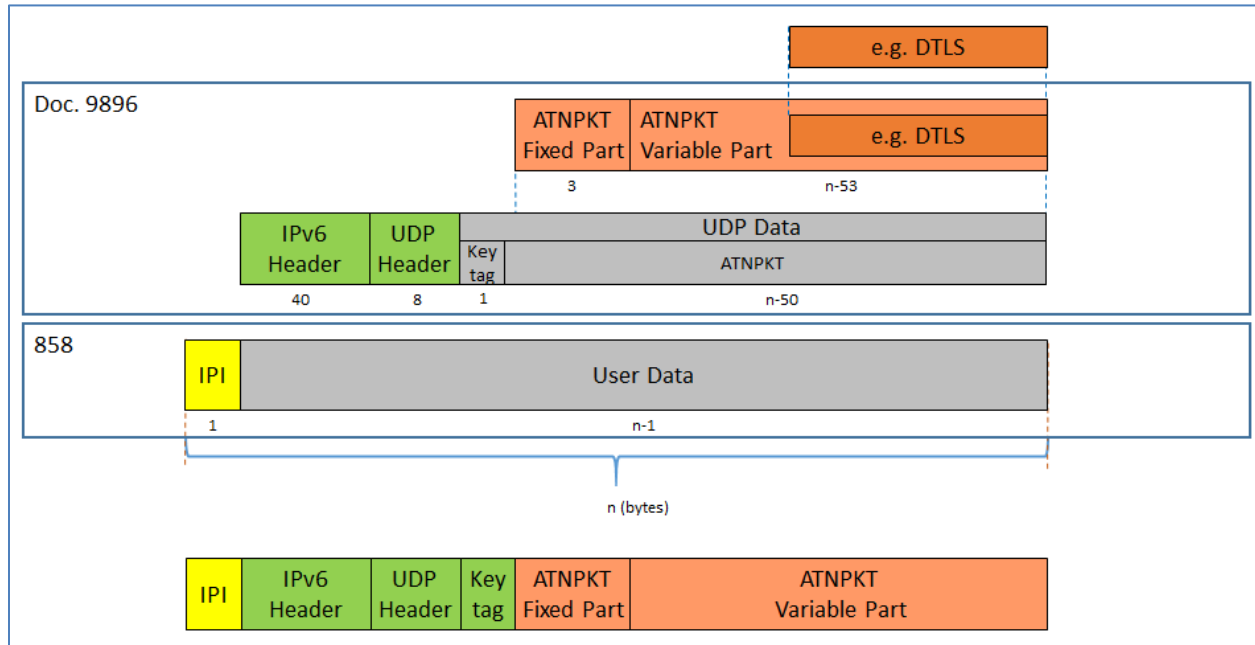 e.g. DTLS
Doc. 9896
ATNPKT
Fixed Part
ATNPKT
Variable Part
e.g. DTLS
3
n-53
IPv6
Header
UDP
Header
UDP Data
Key
tag
ATNPKT
40
8
1
n-50
858
IPI
User Data
1
n-1
n (bytes)
IPI
IPv6
Header
UDP
Header
Key
tag
ATNPKT
Fixed Part
ATNPKT
Variable Part